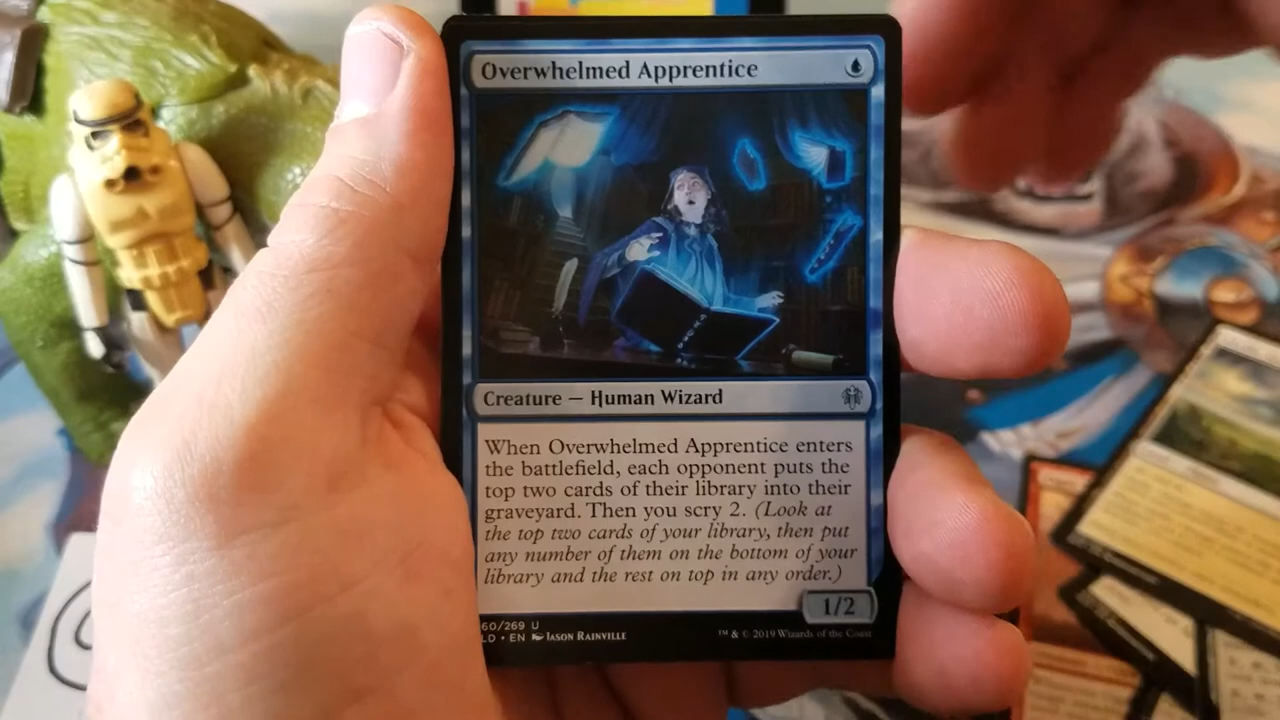 Overwhelmed Apprentice
Creature — Human Wizard
When Overwhelmed Apprentice enters
the battlefield, each opponent puts the
top two cards of their library into their
graveyard. Then you scry 2. (Look at
the top two cards of your library, then put
any number of them on the bottom of your
library and the rest on top in any order.)
1/2
60/269 U
LD • EN JASON RAINVILLE
™ & © 2019 Wizards of the Coast